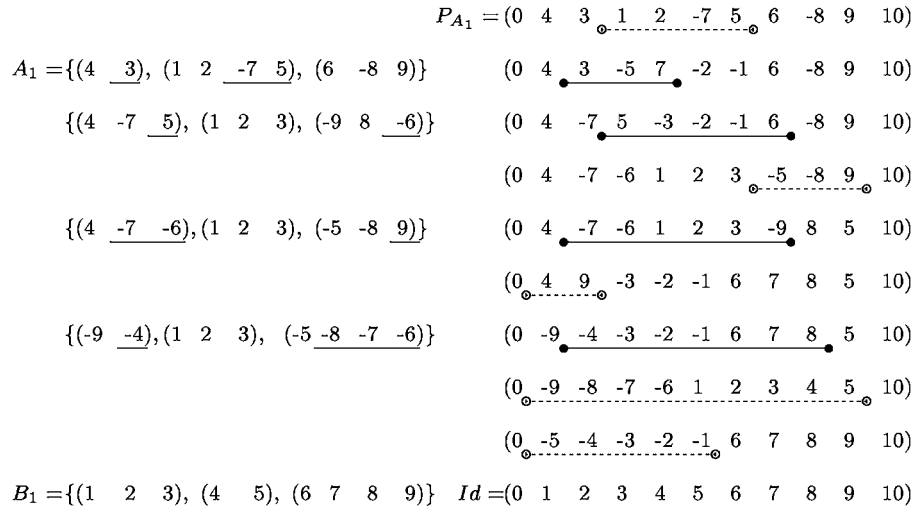 P_{A_1} = (0 4 3 1 2 -7 5 6 -8 9 10)
A_1 = {(4 3), (1 2 -7 5), (6 -8 9)} (0 4 3 -5 7 -2 -1 6 -8 9 10)
{(4 -7 5), (1 2 3), (-9 8 -6)} (0 4 -7 5 -3 -2 -1 6 -8 9 10)
(0 4 -7 -6 1 2 3 -5 -8 9 10)
{(4 -7 -6), (1 2 3), (-5 -8 9)} (0 4 -7 -6 1 2 3 -9 8 5 10)
(0 4 9 -3 -2 -1 6 7 8 5 10)
{(-9 -4), (1 2 3), (-5 -8 -7 -6)} (0 -9 -4 -3 -2 -1 6 7 8 5 10)
(0 -9 -8 -7 -6 1 2 3 4 5 10)
(0 -5 -4 -3 -2 -1 6 7 8 9 10)
B_1 = {(1 2 3), (4 5), (6 7 8 9)} Id = (0 1 2 3 4 5 6 7 8 9 10)